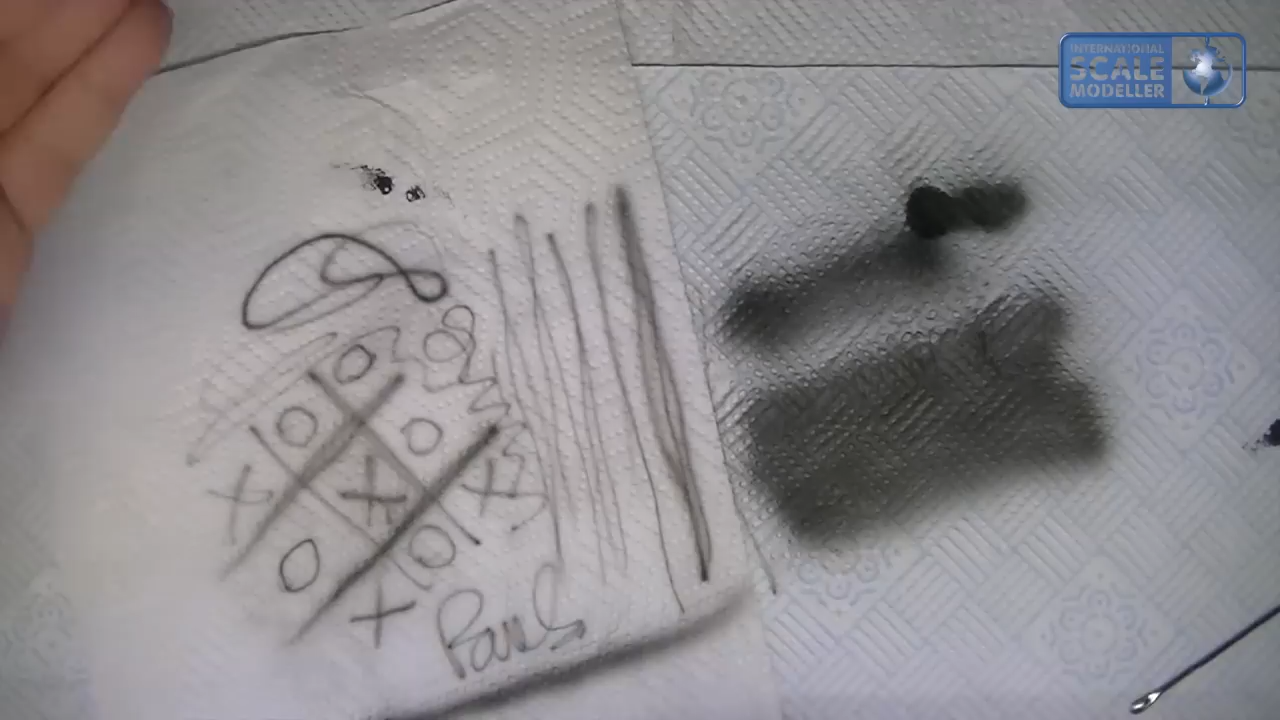 INTERNATIONAL
SCALE
MODELLER
X O O
O X O
X O X
Paul